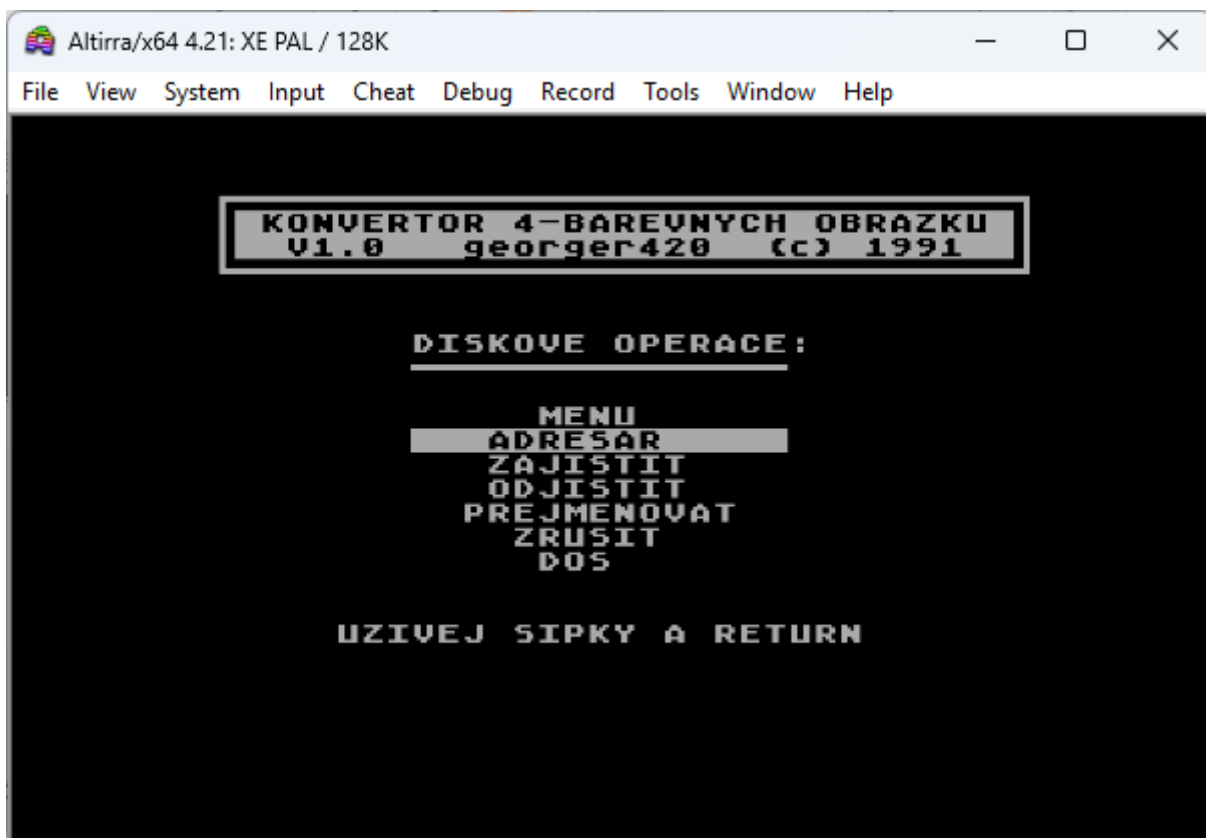 Altirra/x64 4.21: XE PAL / 128K
File View System Input Cheat Debug Record Tools Window Help
KONVERTOR 4-BAREVNYCH OBRAZKU
V1.0 georger420 (c) 1991
DISKOVE OPERACE:
MENU
ADRESAR
ZAJISTIT
ODJISTIT
PREJMENOVAT
ZRUSIT
DOS
UZIVEJ SIPKY A RETURN